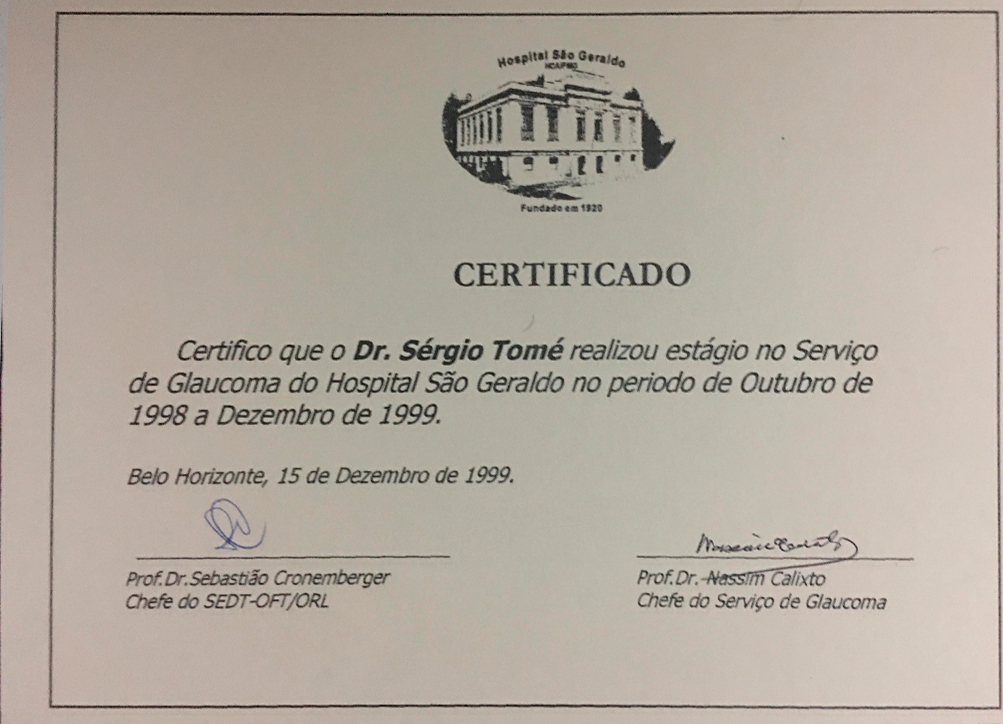 Hospital São Geraldo
HC/UFMG
Fundado em 1920
CERTIFICADO
Certifico que o Dr. Sérgio Tomé realizou estágio no Serviço
de Glaucoma do Hospital São Geraldo no periodo de Outubro de
1998 a Dezembro de 1999.
Belo Horizonte, 15 de Dezembro de 1999.
Prof.Dr.Sebastião Cronemberger
Chefe do SEDT-OFT/ORL
Prof.Dr. Nassim Calixto
Chefe do Serviço de Glaucoma